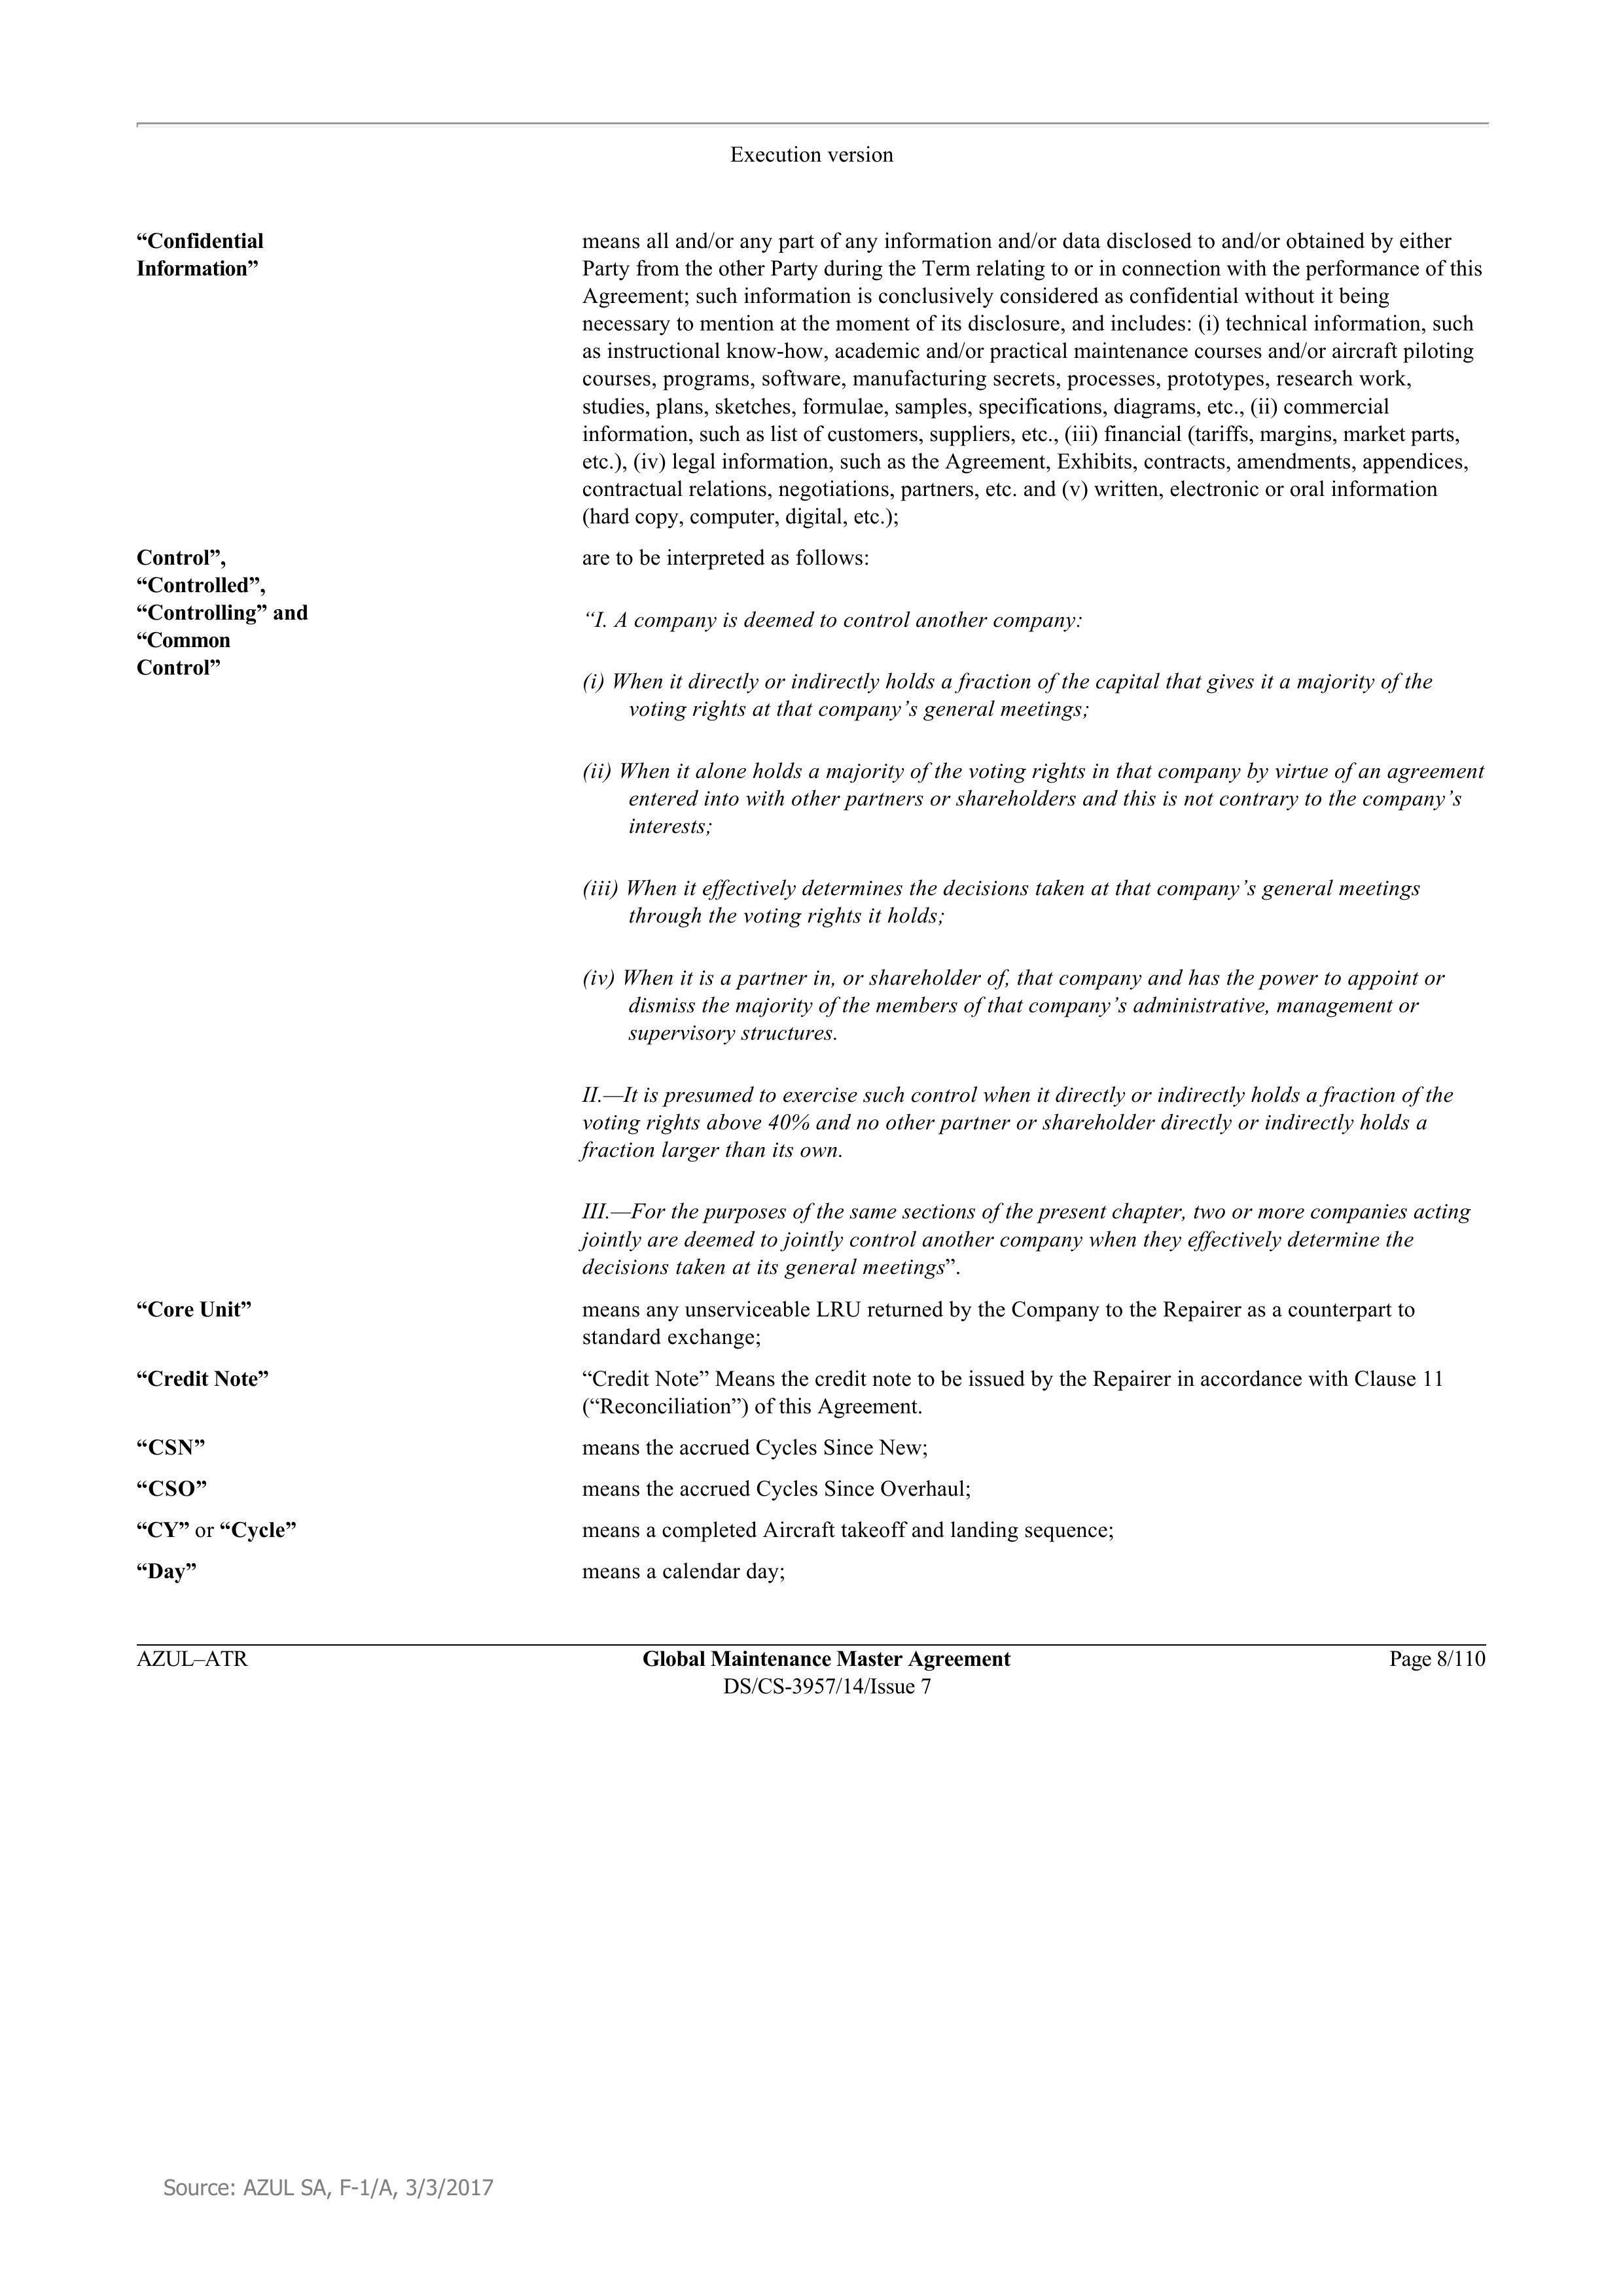 Execution version
“Confidential
Information”
means all and/or any part of any information and/or data disclosed to and/or obtained by either
Party from the other Party during the Term relating to or in connection with the performance of this
Agreement; such information is conclusively considered as confidential without it being
necessary to mention at the moment of its disclosure, and includes: (i) technical information, such
as instructional know-how, academic and/or practical maintenance courses and/or aircraft piloting
courses, programs, software, manufacturing secrets, processes, prototypes, research work,
studies, plans, sketches, formulae, samples, specifications, diagrams, etc., (ii) commercial
information, such as list of customers, suppliers, etc., (iii) financial (tariffs, margins, market parts,
etc.), (iv) legal information, such as the Agreement, Exhibits, contracts, amendments, appendices,
contractual relations, negotiations, partners, etc. and (v) written, electronic or oral information
(hard copy, computer, digital, etc.);
Control”,
“Controlled”,
“Controlling” and
“Common
Control”
are to be interpreted as follows:
“I. A company is deemed to control another company:
(i) When it directly or indirectly holds a fraction of the capital that gives it a majority of the
voting rights at that company’s general meetings;
(ii) When it alone holds a majority of the voting rights in that company by virtue of an agreement
entered into with other partners or shareholders and this is not contrary to the company’s
interests;
(iii) When it effectively determines the decisions taken at that company’s general meetings
through the voting rights it holds;
(iv) When it is a partner in, or shareholder of, that company and has the power to appoint or
dismiss the majority of the members of that company’s administrative, management or
supervisory structures.
II.—It is presumed to exercise such control when it directly or indirectly holds a fraction of the
voting rights above 40% and no other partner or shareholder directly or indirectly holds a
fraction larger than its own.
III.—For the purposes of the same sections of the present chapter, two or more companies acting
jointly are deemed to jointly control another company when they effectively determine the
decisions taken at its general meetings”.
“Core Unit”
means any unserviceable LRU returned by the Company to the Repairer as a counterpart to
standard exchange;
“Credit Note”
“Credit Note” Means the credit note to be issued by the Repairer in accordance with Clause 11
(“Reconciliation”) of this Agreement.
“CSN”
means the accrued Cycles Since New;
“CSO”
means the accrued Cycles Since Overhaul;
“CY” or “Cycle”
means a completed Aircraft takeoff and landing sequence;
“Day”
means a calendar day;
AZUL–ATR
Global Maintenance Master Agreement
Page 8/110
DS/CS-3957/14/Issue 7
Source: AZUL SA, F-1/A, 3/3/2017